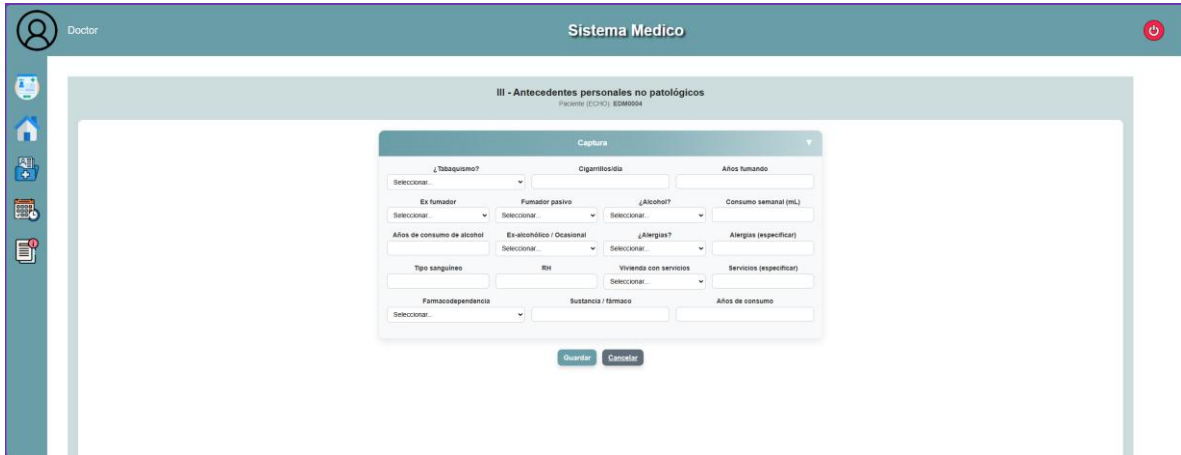 Doctor
Sistema Medico
III - Antecedentes personales no patológicos
Paciente (ECHO): EDM0004
Captura
¿Tabaquismo? Cigarrillos/día Años fumando
Seleccionar...
Ex fumador Fumador pasivo ¿Alcohol? Consumo semanal (mL)
Seleccionar... Seleccionar... Seleccionar...
Años de consumo de alcohol Ex-alcohólico / Ocasional ¿Alergias? Alergias (especificar)
Seleccionar... Seleccionar...
Tipo sanguíneo RH Vivienda con servicios Servicios (especificar)
Seleccionar...
Farmacodependencia Sustancia / fármaco Años de consumo
Seleccionar...
Guardar Cancelar